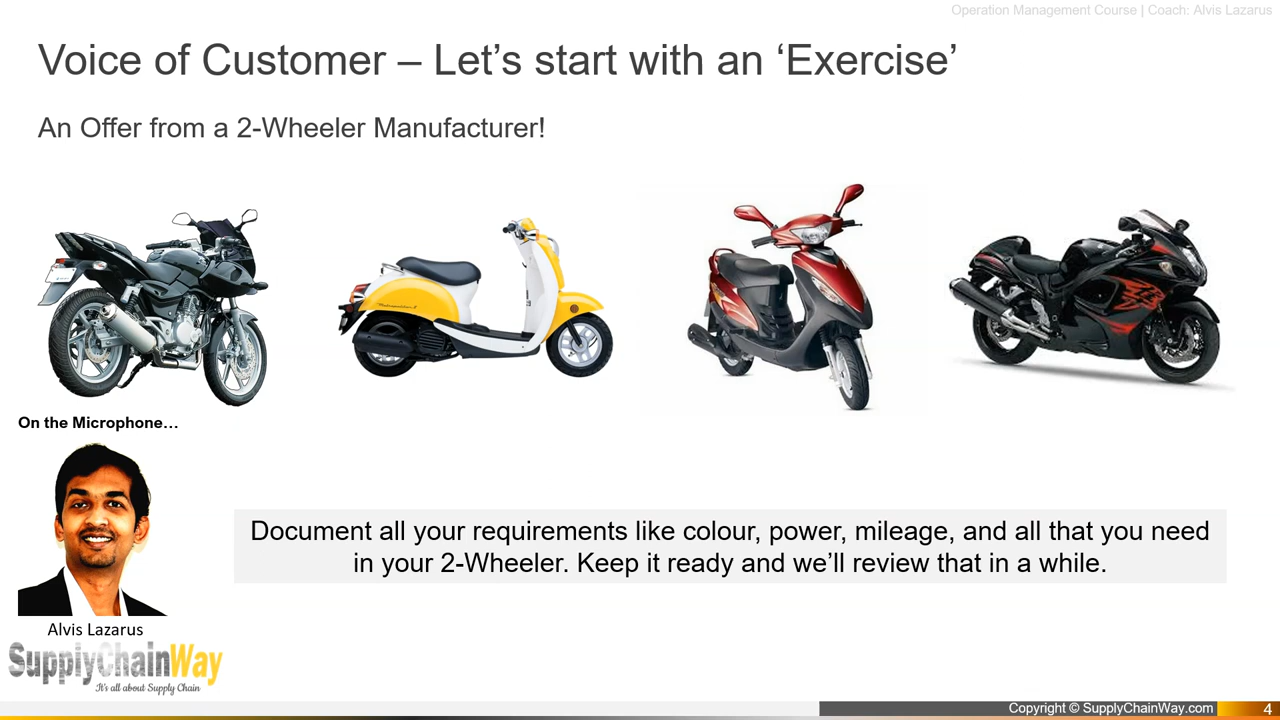 Operation Management Course | Coach: Alvis Lazarus
Voice of Customer – Let’s start with an ‘Exercise’
An Offer from a 2-Wheeler Manufacturer!
On the Microphone…
Document all your requirements like colour, power, mileage, and all that you need
in your 2-Wheeler. Keep it ready and we’ll review that in a while.
Alvis Lazarus
SupplyChainWay
It's all about Supply Chain
Copyright © SupplyChainWay.com
4